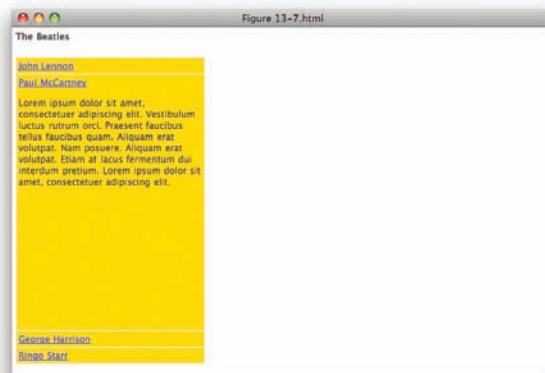 Figure 13-7.html
The Beatles
John Lennon
Paul McCartney
Lorem ipsum dolor sit amet,
consectetuer adipiscing elit. Vestibulum
luctus rutrum orci. Praesent faucibus
tellus faucibus quam. Aliquam erat
volutpat. Nam posuere. Aliquam erat
volutpat. Etiam at lacus fermentum dui
interdum pretium. Lorem ipsum dolor sit
amet, consectetuer adipiscing elit.
George Harrison
Ringo Starr